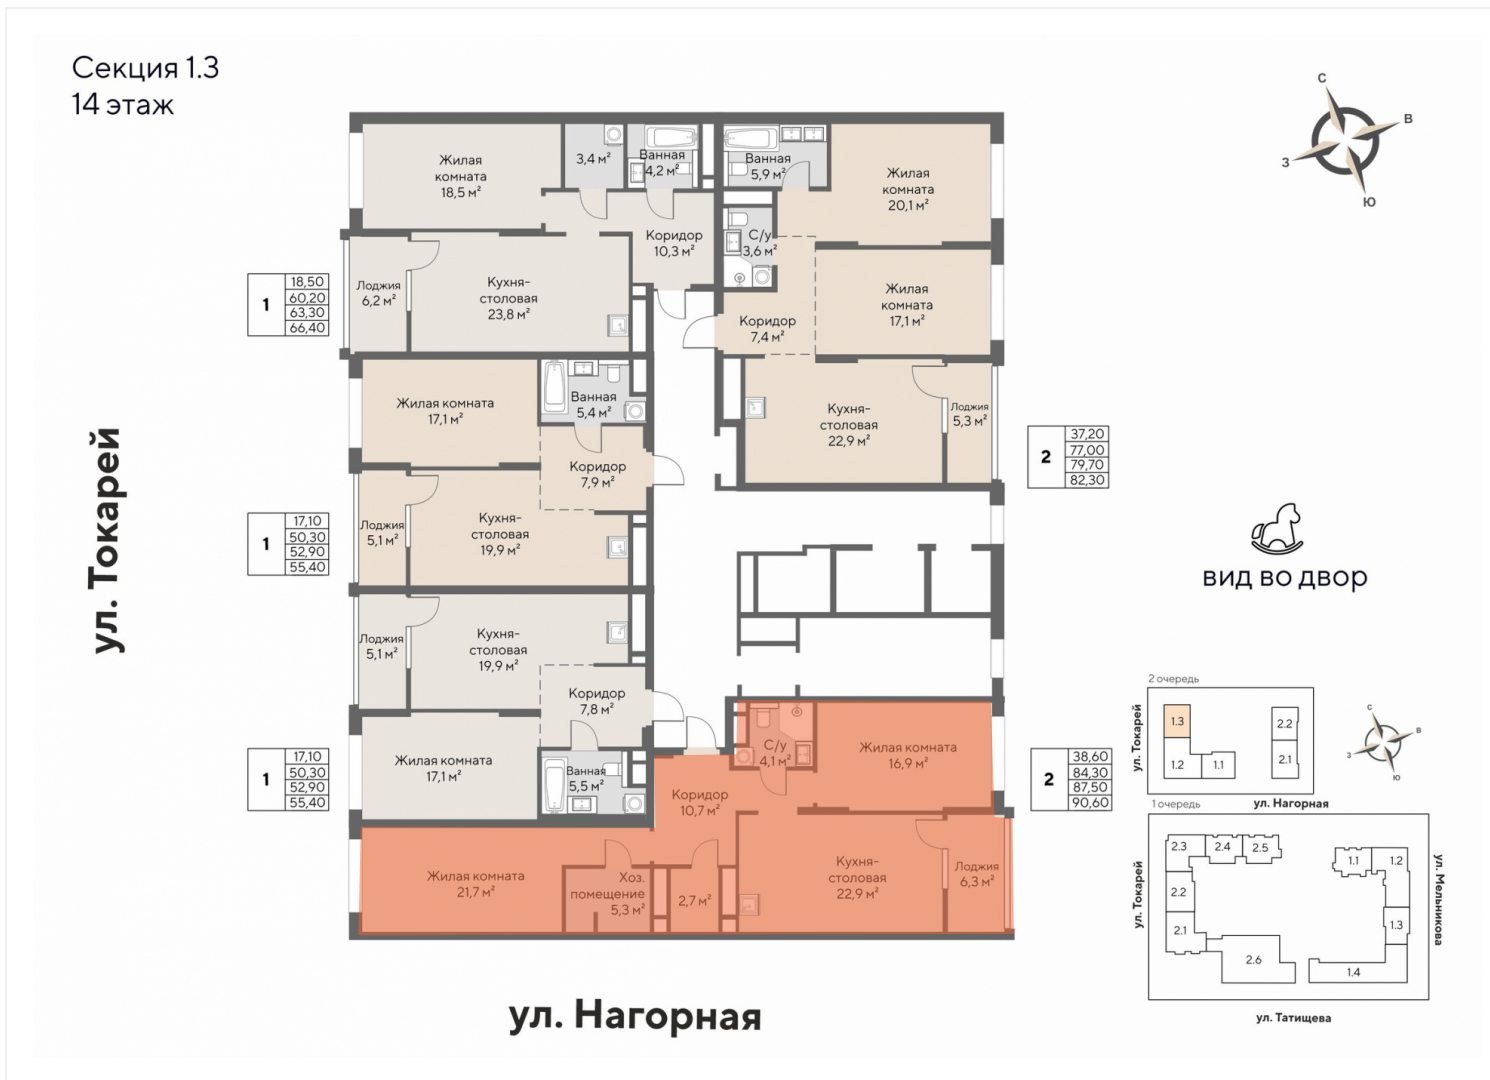 Секция 1.3
14 этаж
С
В
З
Ю
Жилая
комната
18,5 м²
3,4 м²
Ванная
4,2 м²
Коридор
10,3 м²
Лоджия
6,2 м²
Кухня-
столовая
23,8 м²
1
18,50
60,20
63,30
66,40
Ванная
5,9 м²
Жилая
комната
20,1 м²
С/у
3,6 м²
Жилая
комната
17,1 м²
Коридор
7,4 м²
Кухня-
столовая
22,9 м²
Лоджия
5,3 м²
2
37,20
77,00
79,70
82,30
Жилая комната
17,1 м²
Ванная
5,4 м²
Коридор
7,9 м²
Лоджия
5,1 м²
Кухня-
столовая
19,9 м²
1
17,10
50,30
52,90
55,40
ул. Токарей
вид во двор
Лоджия
5,1 м²
Кухня-
столовая
19,9 м²
Коридор
7,8 м²
Жилая комната
17,1 м²
Ванная
5,5 м²
1
17,10
50,30
52,90
55,40
С/у
4,1 м²
Жилая комната
16,9 м²
Коридор
10,7 м²
Жилая комната
21,7 м²
Хоз.
помещение
5,3 м²
2,7 м²
Кухня-
столовая
22,9 м²
Лоджия
6,3 м²
2
38,60
84,30
87,50
90,60
ул. Нагорная
2 очередь
ул. Токарей
1.3
1.2
1.1
2.2
2.1
ул. Нагорная
С
В
З
Ю
1 очередь
ул. Токарей
2.3
2.4
2.5
2.2
2.1
2.6
1.1
1.2
1.3
1.4
ул. Мельникова
ул. Татищева